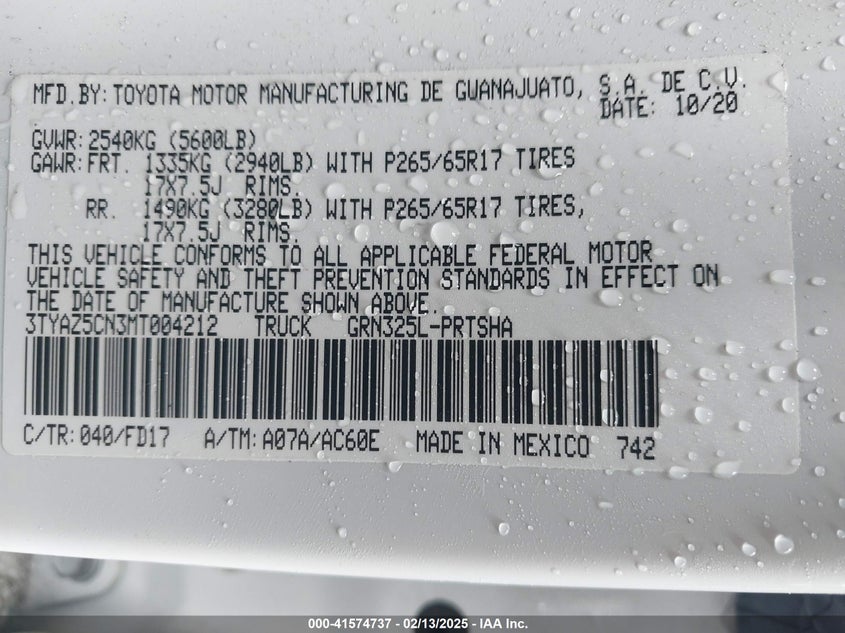 MFD.BY: TOYOTA MOTOR MANUFACTURING DE GUANAJUATO, S.A. DE C.V.
DATE: 10/20
GVWR: 2540KG (5600LB)
GAWR: FRT. 1335KG (2940LB) WITH P265/65R17 TIRES
17X7.5J RIMS.
RR. 1490KG (3280LB) WITH P265/65R17 TIRES,
17X7.5J RIMS.
THIS VEHICLE CONFORMS TO ALL APPLICABLE FEDERAL MOTOR
VEHICLE SAFETY AND THEFT PREVENTION STANDARDS IN EFFECT ON
THE DATE OF MANUFACTURE SHOWN ABOVE.
3TYAZ5CN3MT004212 TRUCK GRN325L-PRTSHA
C/TR: 040/FD17 A/TM: A07A/AC60E MADE IN MEXICO 742
000-41574737 - 02/13/2025 - IAA Inc.